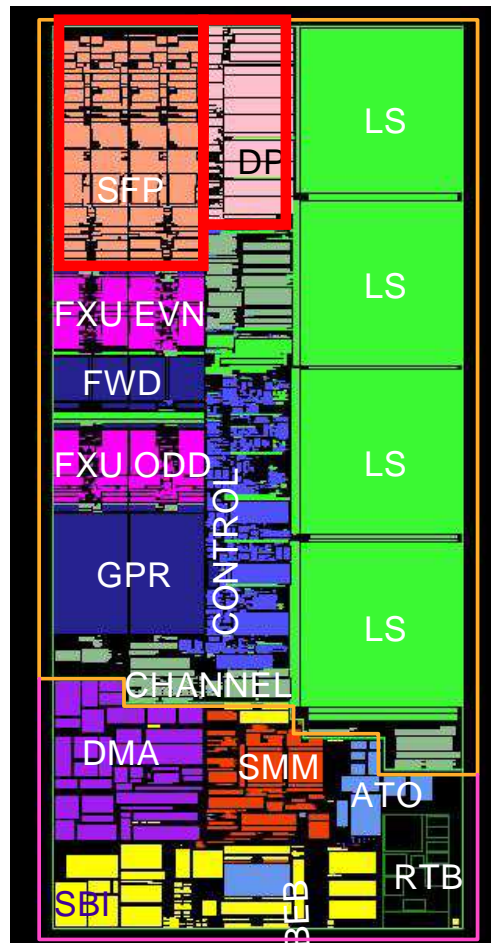 LS
DP
SFP
LS
FXU EVN
FWD
FXU ODD
LS
CONTROL
GPR
LS
CHANNEL
DMA
SMM
ATO
RTB
SBI
BEB